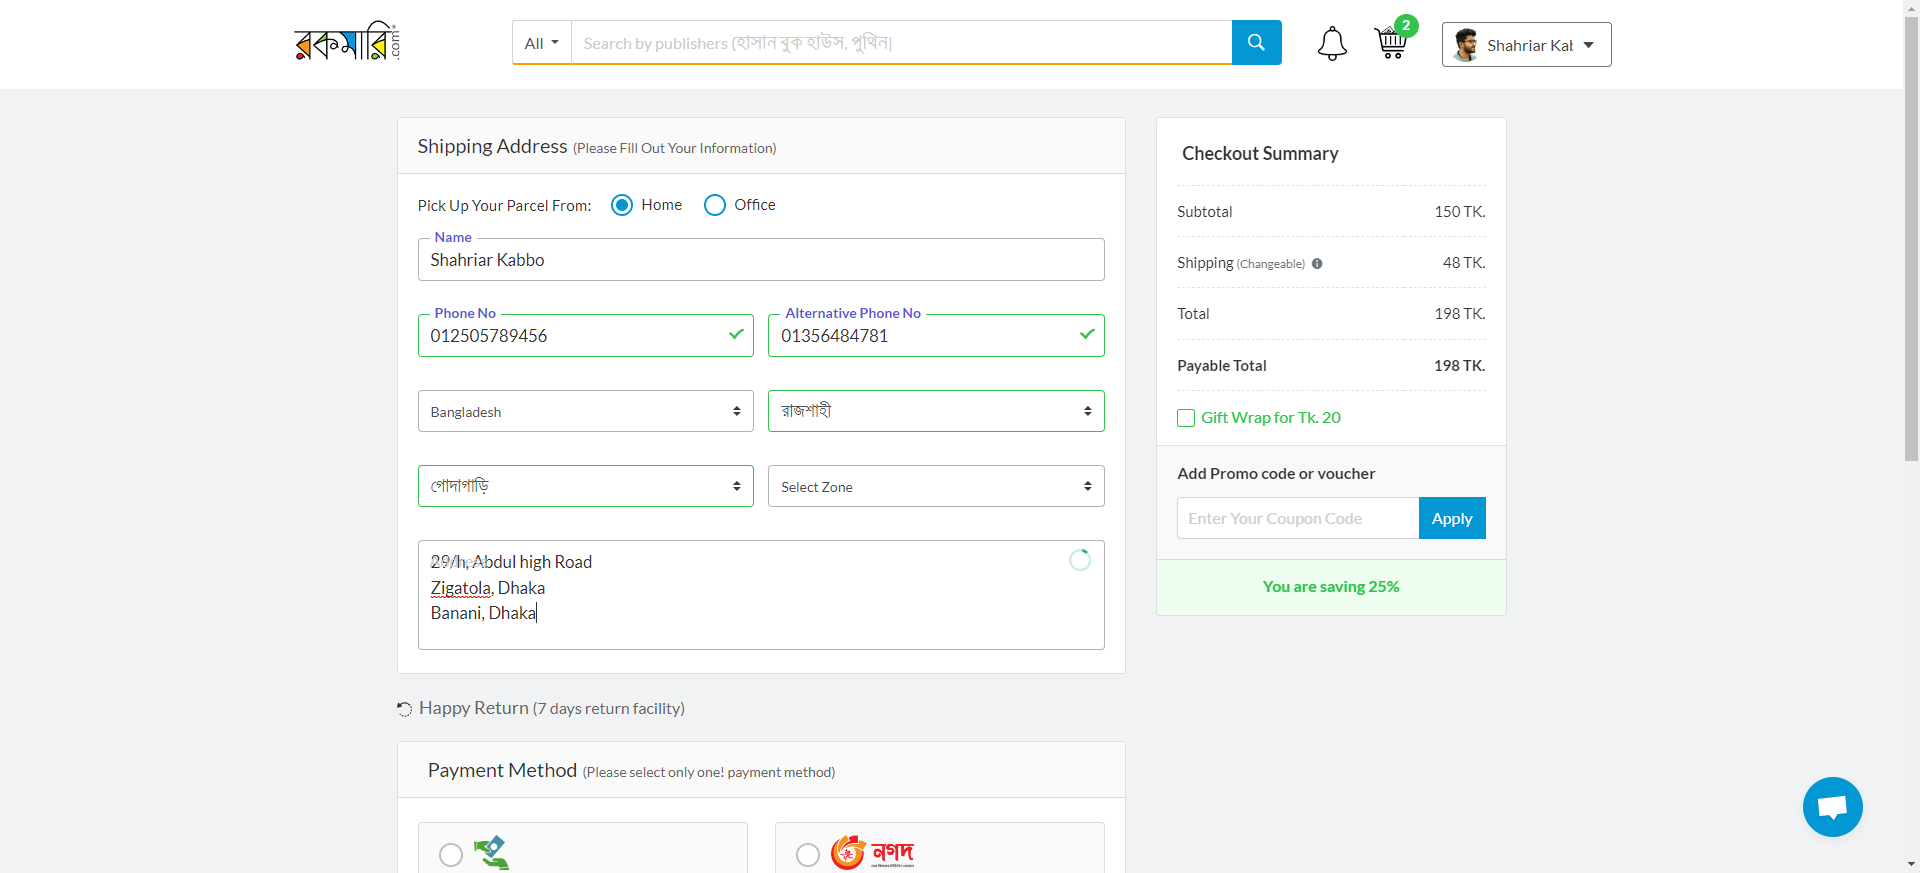 রকমারি.com
All
Search by publishers (হাসান বুক হাউস, পুথিন|
2
Shahriar Kab
Shipping Address (Please Fill Out Your Information)
Pick Up Your Parcel From:
Home
Office
Name
Shahriar Kabbo
Phone No
012505789456
Alternative Phone No
01356484781
Bangladesh
রাজশাহী
গোদাগাড়ি
Select Zone
29/h, Abdul high Road
Zigatola, Dhaka
Banani, Dhaka
Happy Return (7 days return facility)
Payment Method (Please select only one! payment method)
নগদ
Checkout Summary
Subtotal 150 TK.
Shipping (Changeable) 48 TK.
Total 198 TK.
Payable Total 198 TK.
Gift Wrap for Tk. 20
Add Promo code or voucher
Enter Your Coupon Code
Apply
You are saving 25%